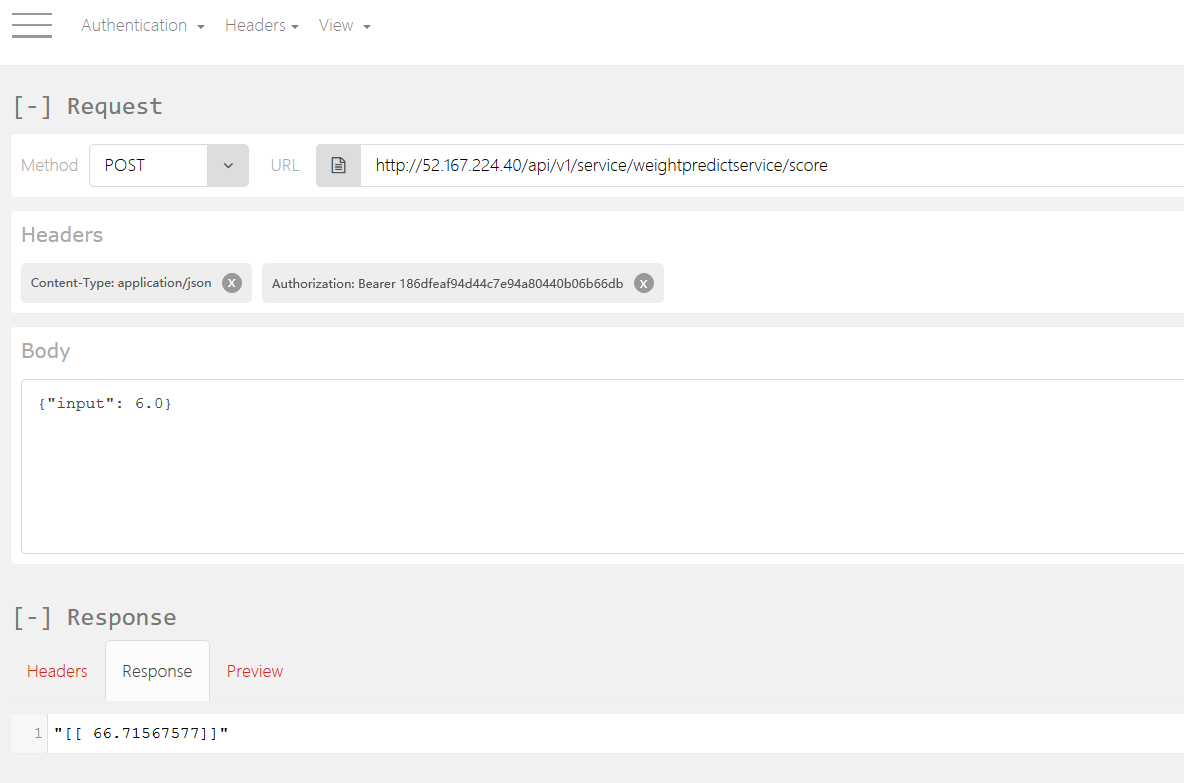 Authentication Headers View
[-] Request
Method POST URL http://52.167.224.40/api/v1/service/weightpredictservice/score
Headers
Content-Type: application/json X Authorization: Bearer 186dfeaf94d44c7e94a80440b06b66db X
Body
{"input": 6.0}
[-] Response
Headers Response Preview
1 "[[ 66.71567577]]"